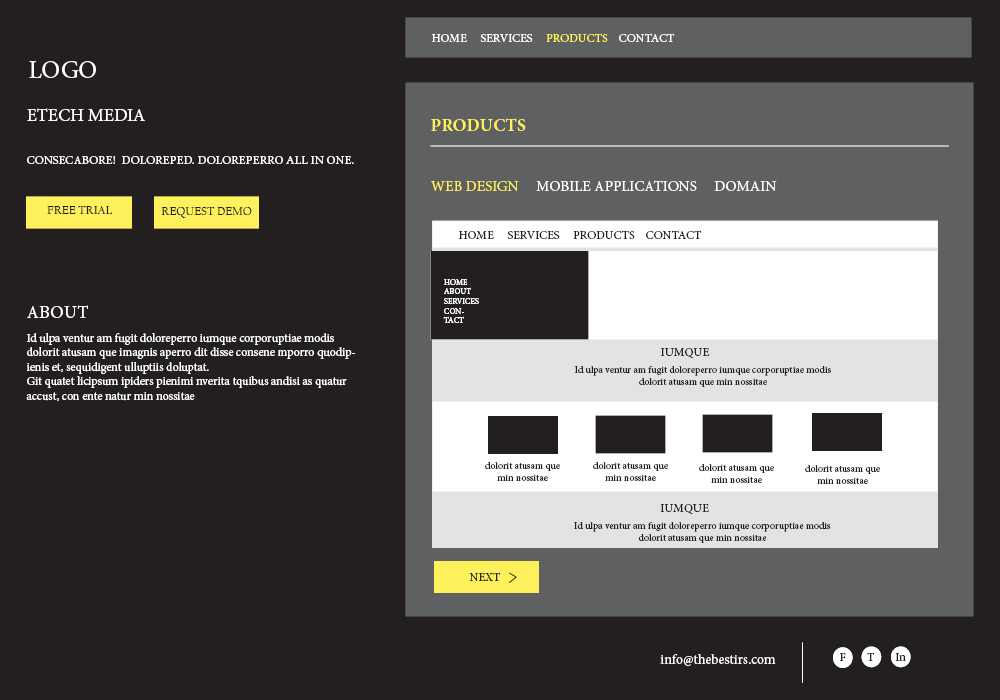 LOGO
ETECH MEDIA
CONSECABORE!  DOLOREPED. DOLOREPERRO ALL IN ONE.
FREE TRIAL
REQUEST DEMO
ABOUT
Id ulpa ventur am fugit doloreperro iumque corporuptiae modis
dolorit atusam que imagnis aperro dit disse consene mporro quodip-
ienis et, sequidigent ulluptiis doluptat.
Git quatet licipsum ipiders pienimi nverita tquibus andisi as quatur
accust, con ente natur min nossitae
HOME SERVICES PRODUCTS CONTACT
PRODUCTS
WEB DESIGN MOBILE APPLICATIONS DOMAIN
HOME SERVICES PRODUCTS CONTACT
HOME
ABOUT
SERVICES
CON-
TACT
IUMQUE
Id ulpa ventur am fugit doloreperro iumque corporuptiae modis
dolorit atusam que min nossitae
dolorit atusam que
min nossitae
dolorit atusam que
min nossitae
dolorit atusam que
min nossitae
dolorit atusam que
min nossitae
IUMQUE
Id ulpa ventur am fugit doloreperro iumque corporuptiae modis
dolorit atusam que min nossitae
NEXT >
info@thebestirs.com
F T In